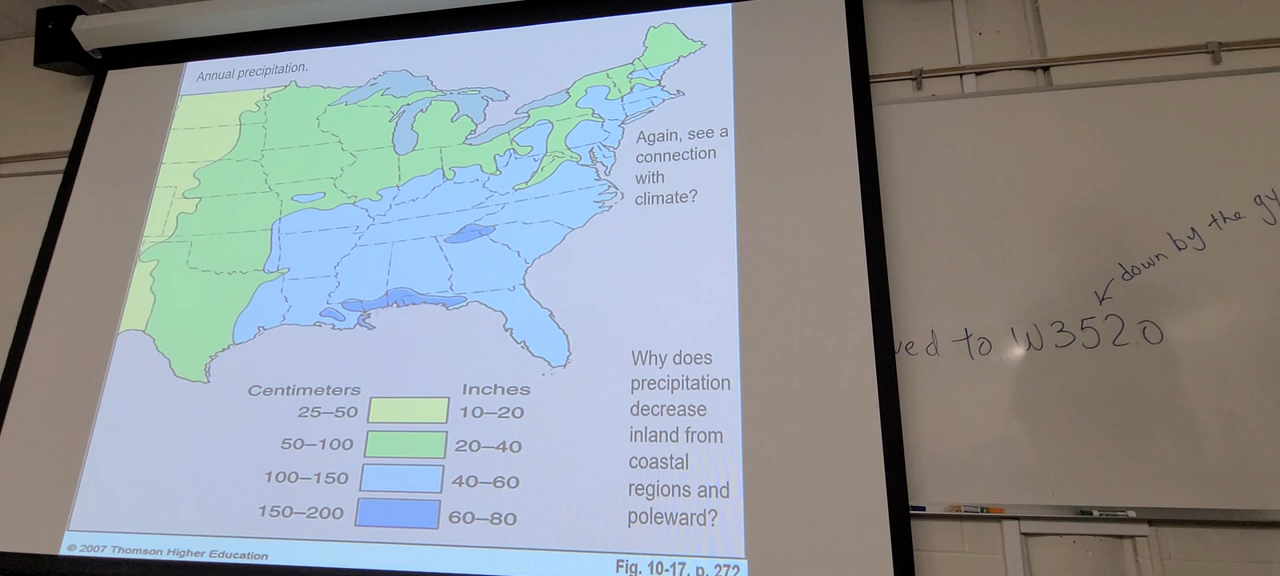 Annual precipitation.
Again, see a
connection
with
climate?
Why does
precipitation
decrease
inland from
coastal
regions and
poleward?
Centimeters Inches
25–50 10–20
50–100 20–40
100–150 40–60
150–200 60–80
© 2007 Thomson Higher Education
Fig. 10-17, p. 272
down by the
to W3520